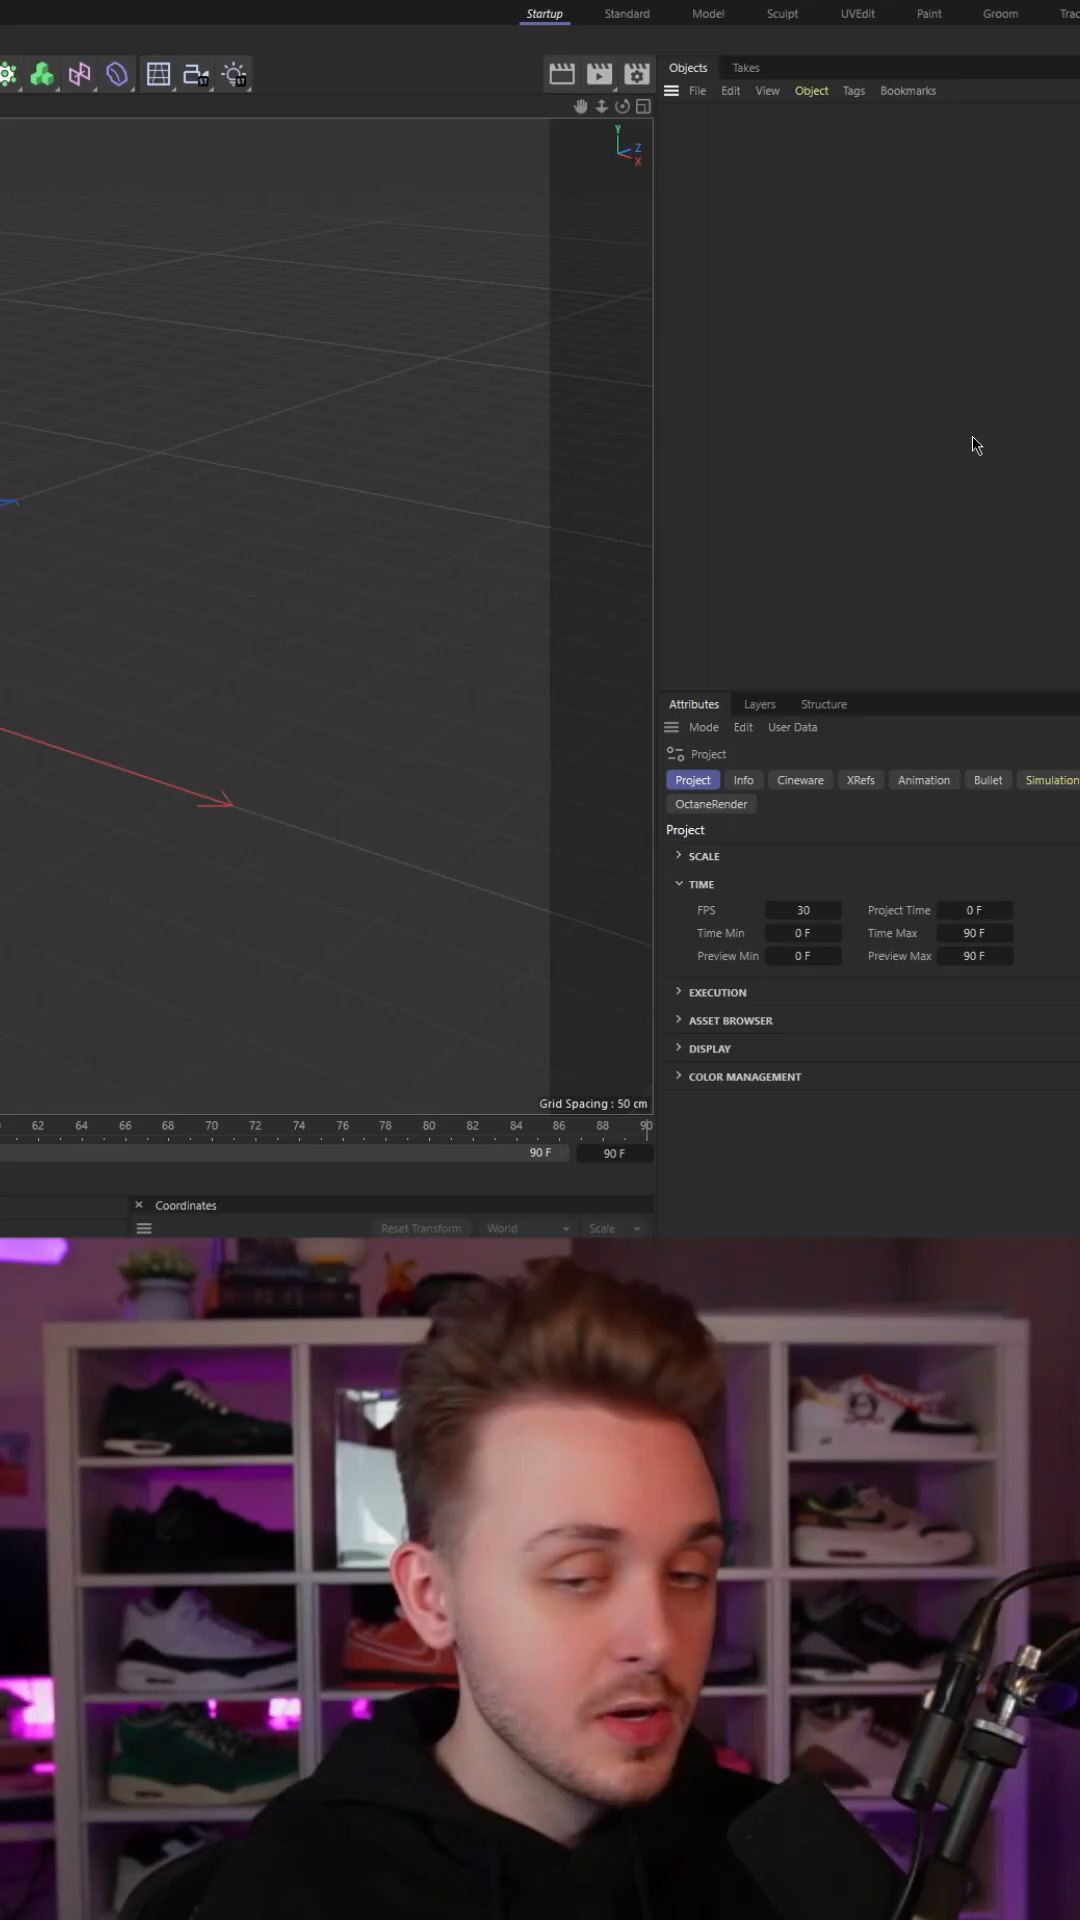 Startup Standard Model Sculpt UVEdit Paint Groom Trac
ST ST
Objects Takes
File Edit View Object Tags Bookmarks
Y
Z
X
Attributes Layers Structure
Mode Edit User Data
Project
Project Info Cineware XRefs Animation Bullet Simulation
OctaneRender
Project
SCALE
TIME
FPS 30 Project Time 0 F
Time Min 0 F Time Max 90 F
Preview Min 0 F Preview Max 90 F
EXECUTION
ASSET BROWSER
DISPLAY
COLOR MANAGEMENT
Grid Spacing : 50 cm
62 64 66 68 70 72 74 76 78 80 82 84 86 88 90
90 F 90 F
Coordinates
Reset Transform World Scale